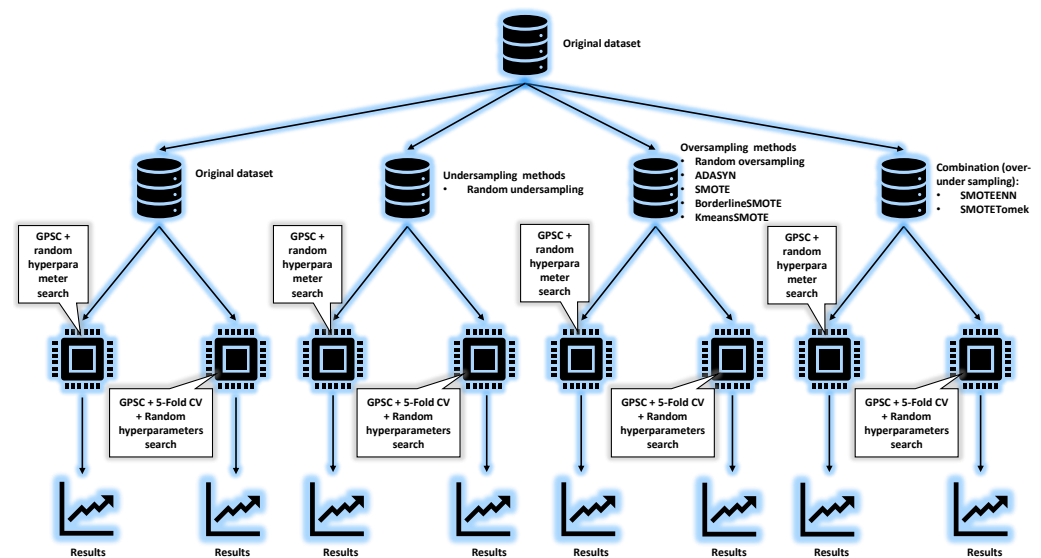 Original dataset
Original dataset
Undersampling methods
• Random undersampling
Oversampling methods
• Random oversampling
• ADASYN
• SMOTE
• BorderlineSMOTE
• KmeansSMOTE
Combination (over-
under sampling):
• SMOTEENN
• SMOTETomek
GPSC +
random
hyperpara
meter
search
GPSC +
random
hyperpara
meter
search
GPSC +
random
hyperpara
meter
search
GPSC +
random
hyperpara
meter
search
GPSC + 5-Fold CV
+ Random
hyperparameters
search
GPSC + 5-Fold CV
+ Random
hyperparameters
search
GPSC + 5-Fold CV
+ Random
hyperparameters
search
GPSC + 5-Fold CV
+ Random
hyperparameters
search
Results
Results
Results
Results
Results
Results
Results
Results